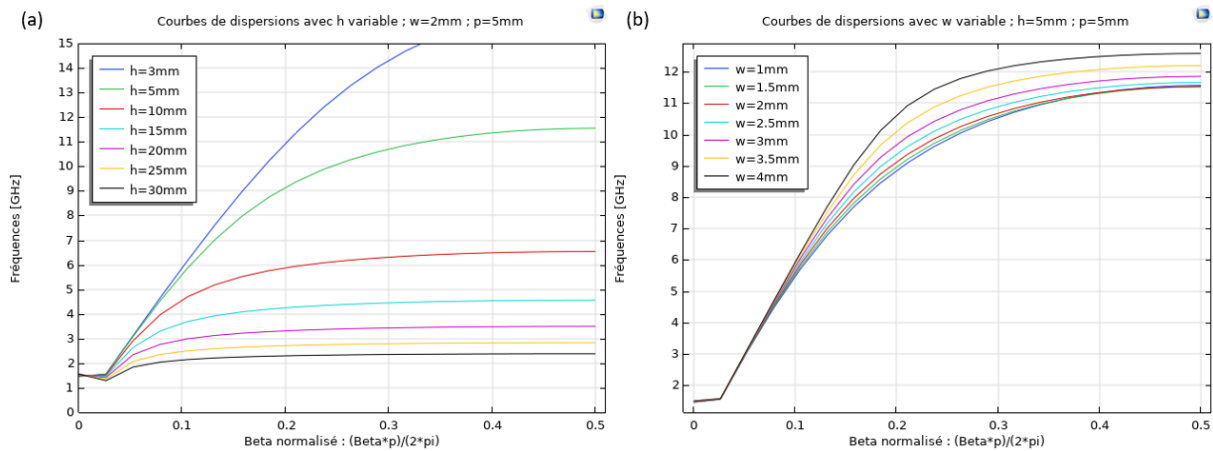 (a)
Courbes de dispersions avec h variable ; w=2mm ; p=5mm
15
14
13
12
11
10
9
8
7
6
5
4
3
2
1
0
Fréquences [GHz]
h=3mm
h=5mm
h=10mm
h=15mm
h=20mm
h=25mm
h=30mm
0
0.1
0.2
0.3
0.4
0.5
Beta normalisé : (Beta*p)/(2*pi)
(b)
Courbes de dispersions avec w variable ; h=5mm ; p=5mm
12
11
10
9
8
7
6
5
4
3
2
Fréquences [GHz]
w=1mm
w=1.5mm
w=2mm
w=2.5mm
w=3mm
w=3.5mm
w=4mm
0
0.1
0.2
0.3
0.4
0.5
Beta normalisé : (Beta*p)/(2*pi)